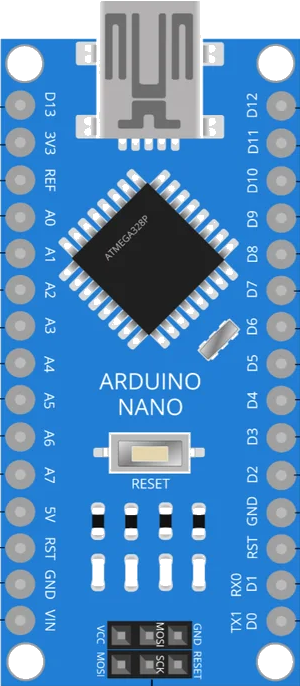 D13
3V3
REF
A0
A1
A2
A3
A4
A5
A6
A7
5V
RST
GND
VIN
ATMEGA328P
ARDUINO
NANO
RESET
VCC
MOSI
GND
MOSI
SCK
RESET
D12
D11
D10
D9
D8
D7
D6
D5
D4
D3
D2
GND
RST
RX0
D1
TX1
D0